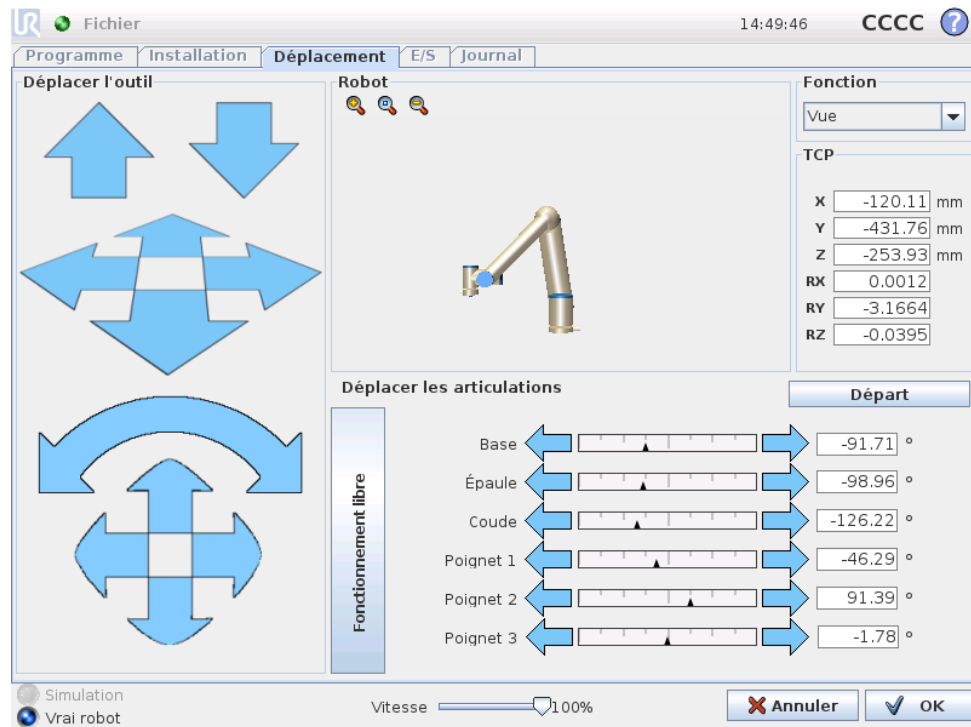 UR Fichier 14:49:46 CCCC ?
Programme Installation Déplacement E/S Journal
Déplacer l'outil
Robot
Fonction
Vue
TCP
X -120.11 mm
Y -431.76 mm
Z -253.93 mm
RX 0.0012
RY -3.1664
RZ -0.0395
Déplacer les articulations
Départ
Fonctionnement libre
Base -91.71 °
Épaule -98.96 °
Coude -126.22 °
Poignet 1 -46.29 °
Poignet 2 91.39 °
Poignet 3 -1.78 °
Simulation
Vrai robot
Vitesse 100%
Annuler
OK